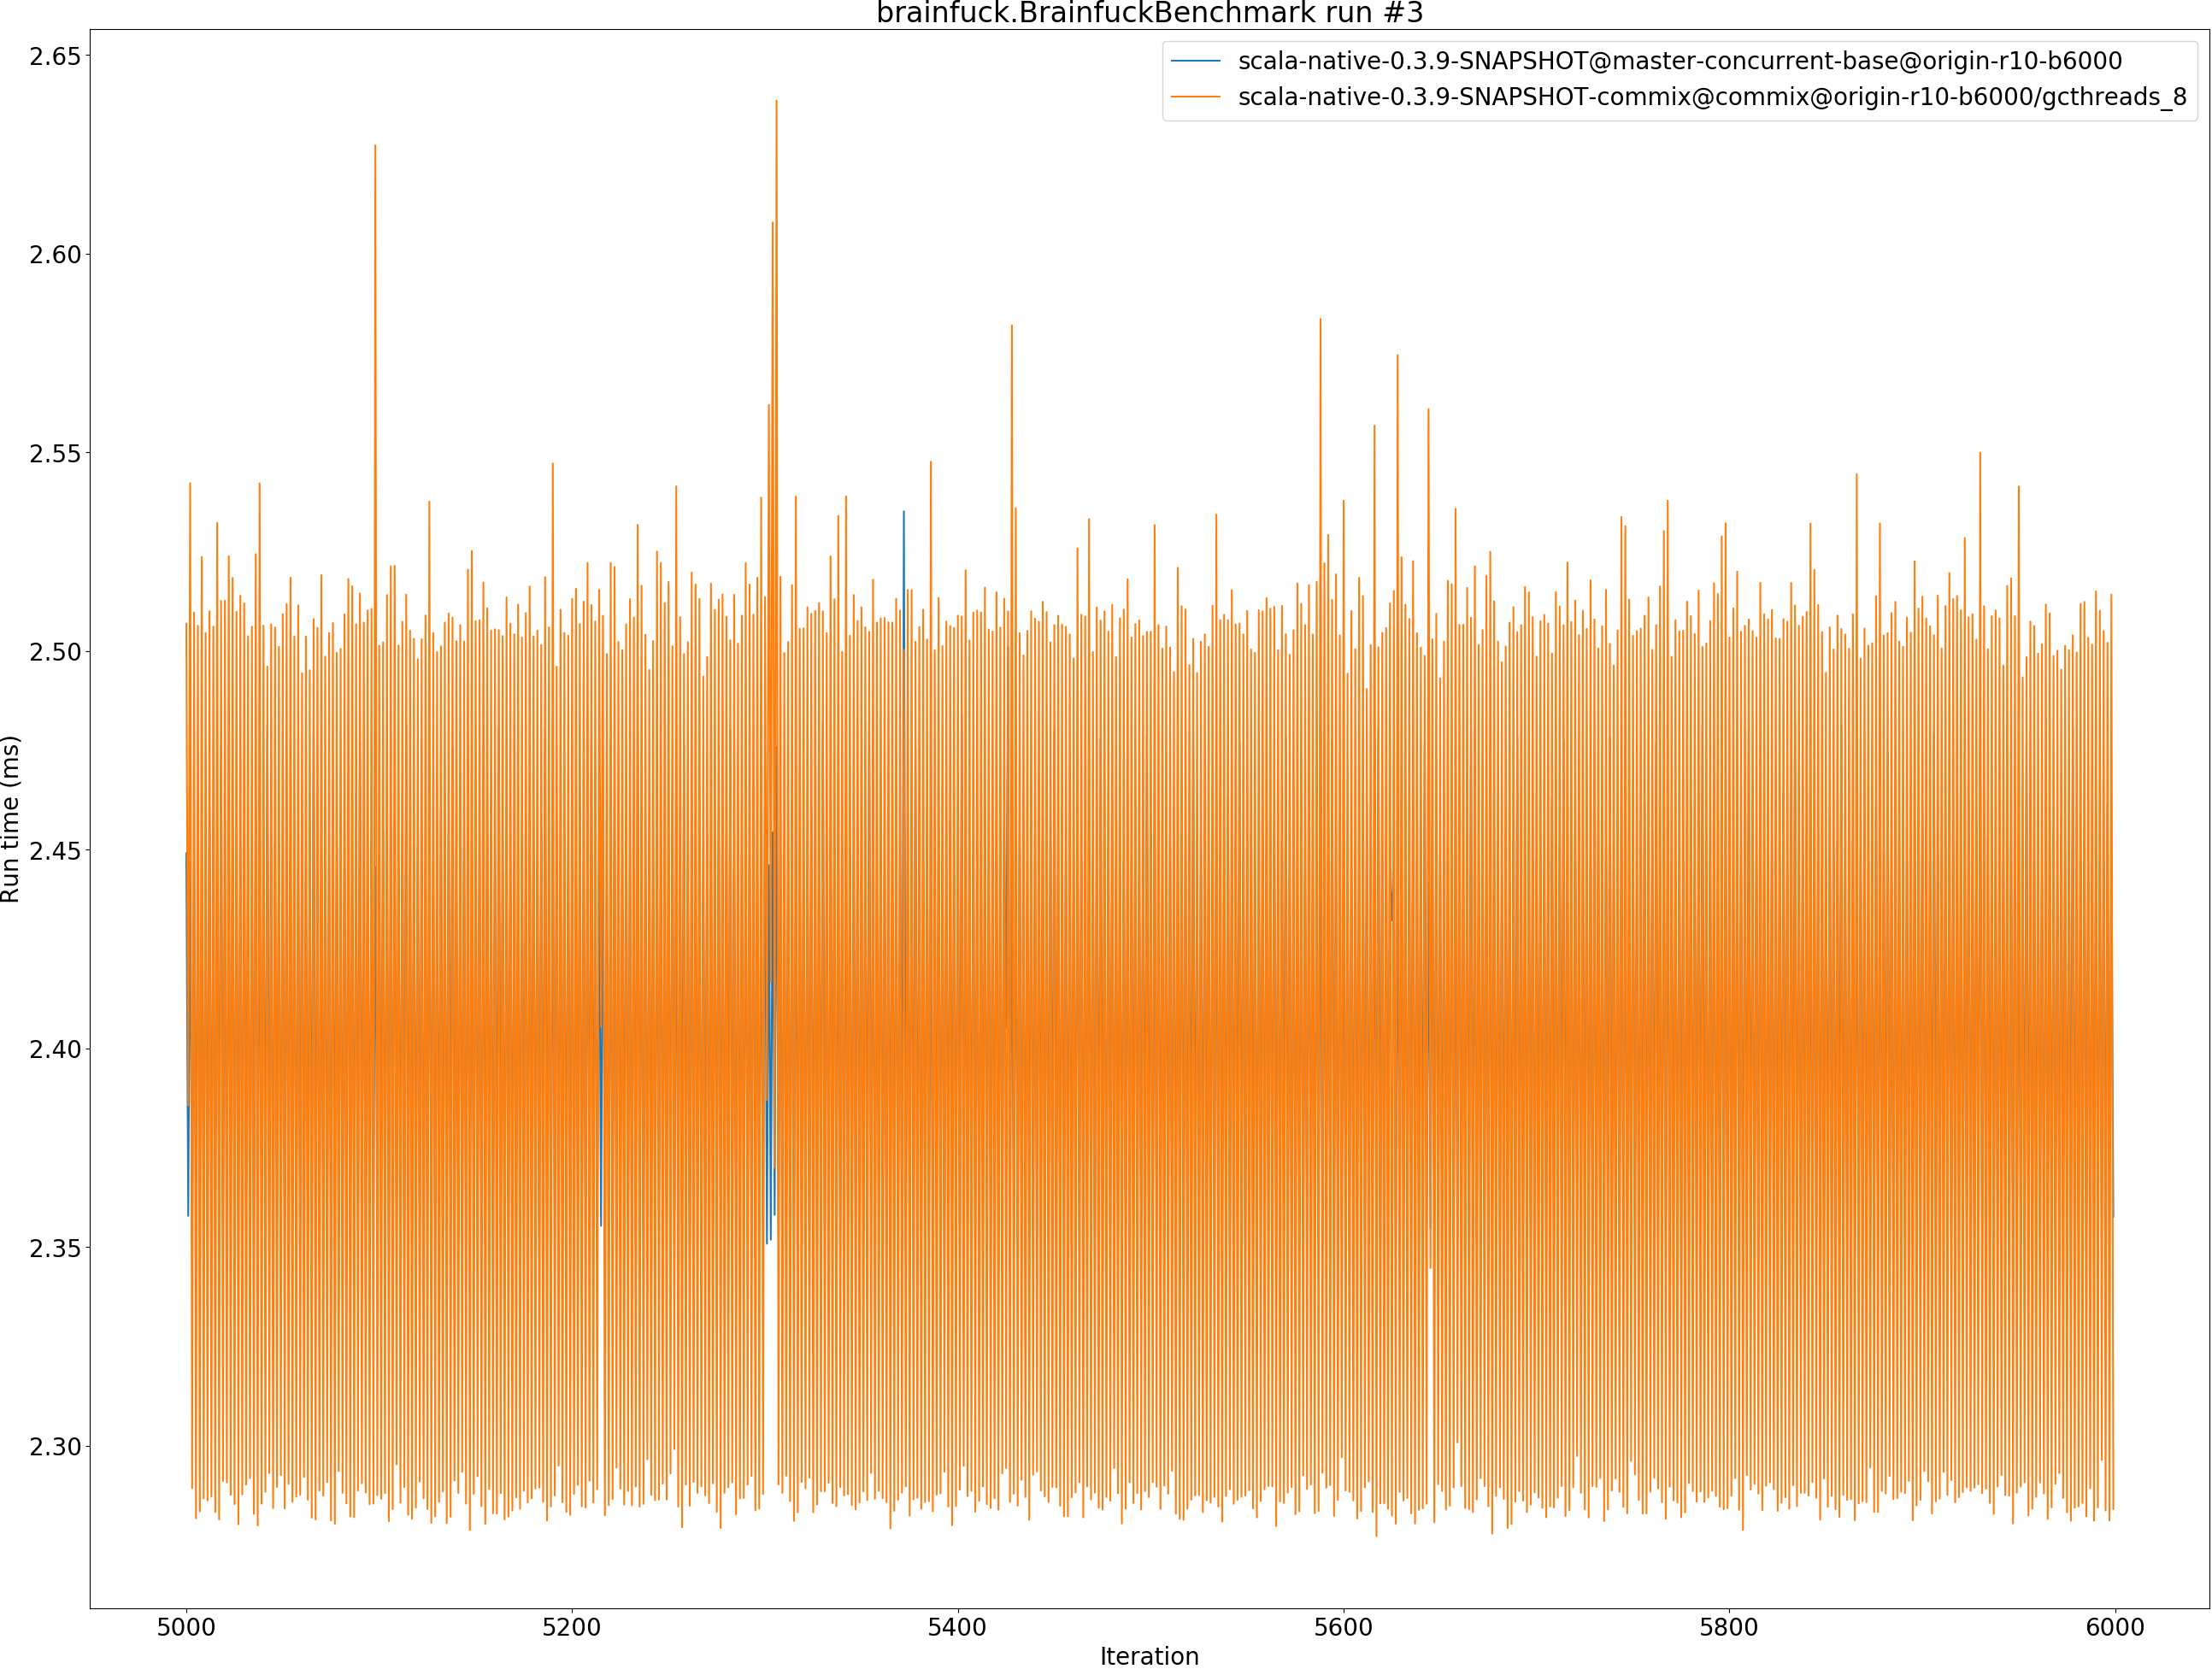 brainfuck.BrainfuckBenchmark run #3
scala-native-0.3.9-SNAPSHOT@master-concurrent-base@origin-r10-b6000
scala-native-0.3.9-SNAPSHOT-commix@commix@origin-r10-b6000/gcthreads_8
2.65
2.60
2.55
2.50
2.45
2.40
2.35
2.30
Run time (ms)
5000 5200 5400 5600 5800 6000
Iteration